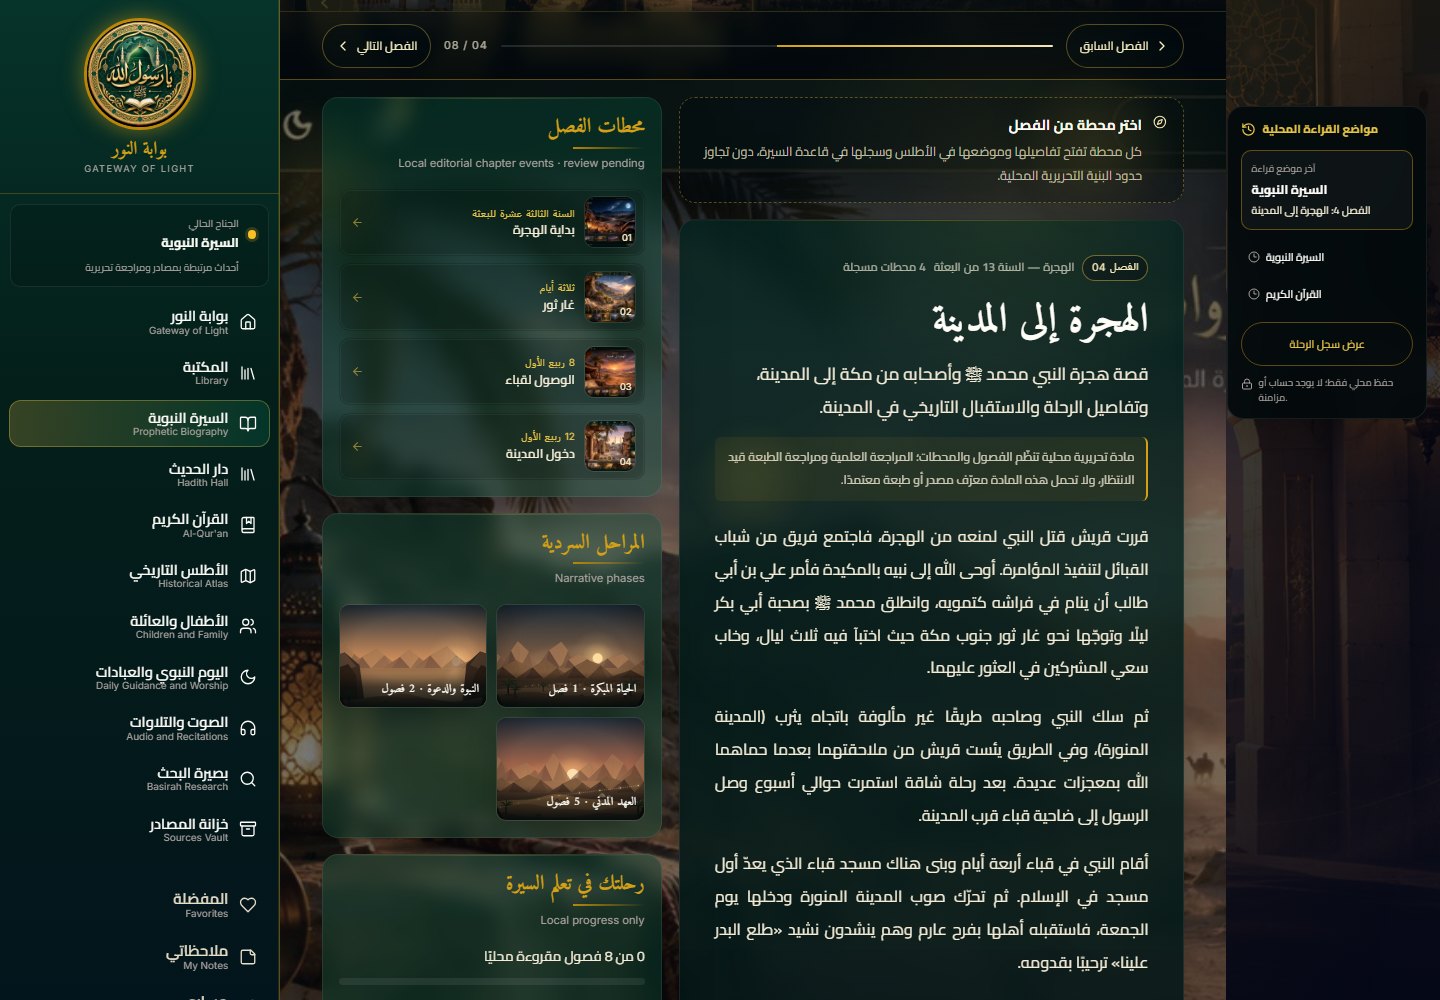 يا رسول الله
بوابة النور
GATEWAY OF LIGHT
الجناح الحالي
السيرة النبوية
أحداث مرتبطة بمصادر ومراجعة تحريرية
بوابة النور
Gateway of Light
المكتبة
Library
السيرة النبوية
Prophetic Biography
دار الحديث
Hadith Hall
القرآن الكريم
Al-Qur'an
الأطلس التاريخي
Historical Atlas
الأطفال والعائلة
Children and Family
اليوم النبوي والعبادات
Daily Guidance and Worship
الصوت والتلاوات
Audio and Recitations
بصيرة البحث
Basirah Research
خزانة المصادر
Sources Vault
المفضلة
Favorites
ملاحظاتي
My Notes
الفصل السابق
08 / 04
الفصل التالي
اختر محطة من الفصل
كل محطة تفتح تفاصيلها وموضعها في الأطلس وسجلها في قاعدة السيرة، دون تجاوز
حدود البنية التحريرية المحلية.
الفصل 04
الهجرة — السنة 13 من البعثة
4 محطات مسجلة
الهجرة إلى المدينة
قصة هجرة النبي محمد ﷺ وأصحابه من مكة إلى المدينة،
وتفاصيل الرحلة والاستقبال التاريخي في المدينة.
مادة تحريرية محلية تنظّم الفصول والمحطات؛ المراجعة العلمية ومراجعة الطبعة قيد
الانتظار، ولا تحمل هذه المادة معرّف مصدر أو طبعة معتمدًا.
قررت قريش قتل النبي لمنعه من الهجرة، فاجتمع فريق من شباب
القبائل لتنفيذ المؤامرة. أوحى الله إلى نبيه بالمكيدة فأمر علي بن أبي
طالب أن ينام في فراشه كتمويه، وانطلق محمد ﷺ بصحبة أبي بكر
ليلًا وتوجّها نحو غار ثور جنوب مكة حيث اختبآ فيه ثلاث ليال، وخاب
سعي المشركين في العثور عليهما.
ثم سلك النبي وصاحبه طريقًا غير مألوفة باتجاه يثرب (المدينة
المنورة)، وفي الطريق يئست قريش من ملاحقتهما بعدما حماهما
الله بمعجزات عديدة. بعد رحلة شاقة استمرت حوالي أسبوع وصل
الرسول إلى ضاحية قباء قرب المدينة.
أقام النبي في قباء أربعة أيام وبنى هناك مسجد قباء الذي يعدّ أول
مسجد في الإسلام. ثم تحرّك صوب المدينة المنورة ودخلها يوم
الجمعة، فاستقبله أهلها بفرح عارم وهم ينشدون نشيد «طلع البدر
علينا» ترحيبًا بقدومه.
محطات الفصل
Local editorial chapter events · review pending
السنة الثالثة عشرة للبعثة
بداية الهجرة
01
ثلاثة أيام
غار ثور
02
8 ربيع الأول
الوصول لقباء
03
12 ربيع الأول
دخول المدينة
04
المراحل السردية
Narrative phases
الحياة المبكرة · 1 فصل
النبوة والدعوة · 2 فصول
العهد المدني · 5 فصول
رحلتك في تعلم السيرة
Local progress only
0 من 8 فصول مقروءة محليًا
مواضع القراءة المحلية
آخر موضع قراءة
السيرة النبوية
الفصل 4: الهجرة إلى المدينة
السيرة النبوية
القرآن الكريم
عرض سجل الرحلة
حفظ محلي فقط؛ لا يوجد حساب أو
مزامنة.